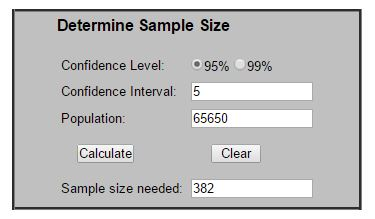 Determine Sample Size
Confidence Level: 95% 99%
Confidence Interval: 5
Population: 65650
Calculate Clear
Sample size needed: 382